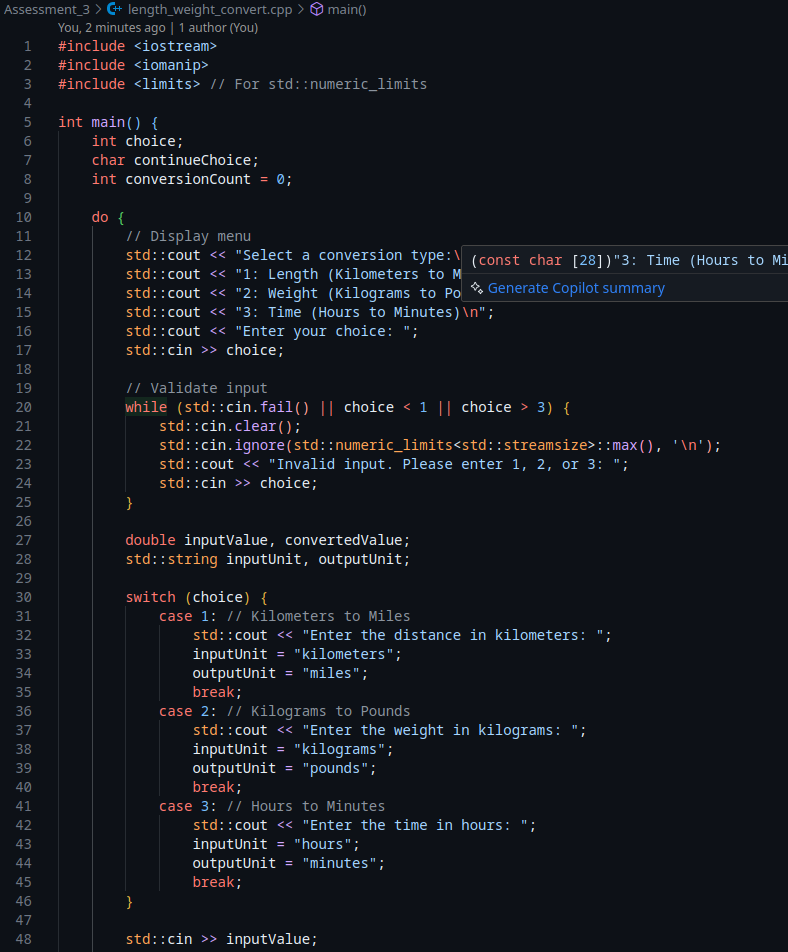 Assessment_3 > length_weight_convert.cpp > main()
You, 2 minutes ago | 1 author (You)
1 #include <iostream>
2 #include <iomanip>
3 #include <limits> // For std::numeric_limits
4
5 int main() {
6     int choice;
7     char continueChoice;
8     int conversionCount = 0;
9
10     do {
11         // Display menu
12         std::cout << "Select a conversion type:\
(const char [28])"3: Time (Hours to Mi
13         std::cout << "1: Length (Kilometers to M
Generate Copilot summary
14         std::cout << "2: Weight (Kilograms to Po
15         std::cout << "3: Time (Hours to Minutes)\n";
16         std::cout << "Enter your choice: ";
17         std::cin >> choice;
18
19         // Validate input
20         while (std::cin.fail() || choice < 1 || choice > 3) {
21             std::cin.clear();
22             std::cin.ignore(std::numeric_limits<std::streamsize>::max(), '\n');
23             std::cout << "Invalid input. Please enter 1, 2, or 3: ";
24             std::cin >> choice;
25         }
26
27         double inputValue, convertedValue;
28         std::string inputUnit, outputUnit;
29
30         switch (choice) {
31             case 1: // Kilometers to Miles
32                 std::cout << "Enter the distance in kilometers: ";
33                 inputUnit = "kilometers";
34                 outputUnit = "miles";
35                 break;
36             case 2: // Kilograms to Pounds
37                 std::cout << "Enter the weight in kilograms: ";
38                 inputUnit = "kilograms";
39                 outputUnit = "pounds";
40                 break;
41             case 3: // Hours to Minutes
42                 std::cout << "Enter the time in hours: ";
43                 inputUnit = "hours";
44                 outputUnit = "minutes";
45                 break;
46         }
47
48         std::cin >> inputValue;